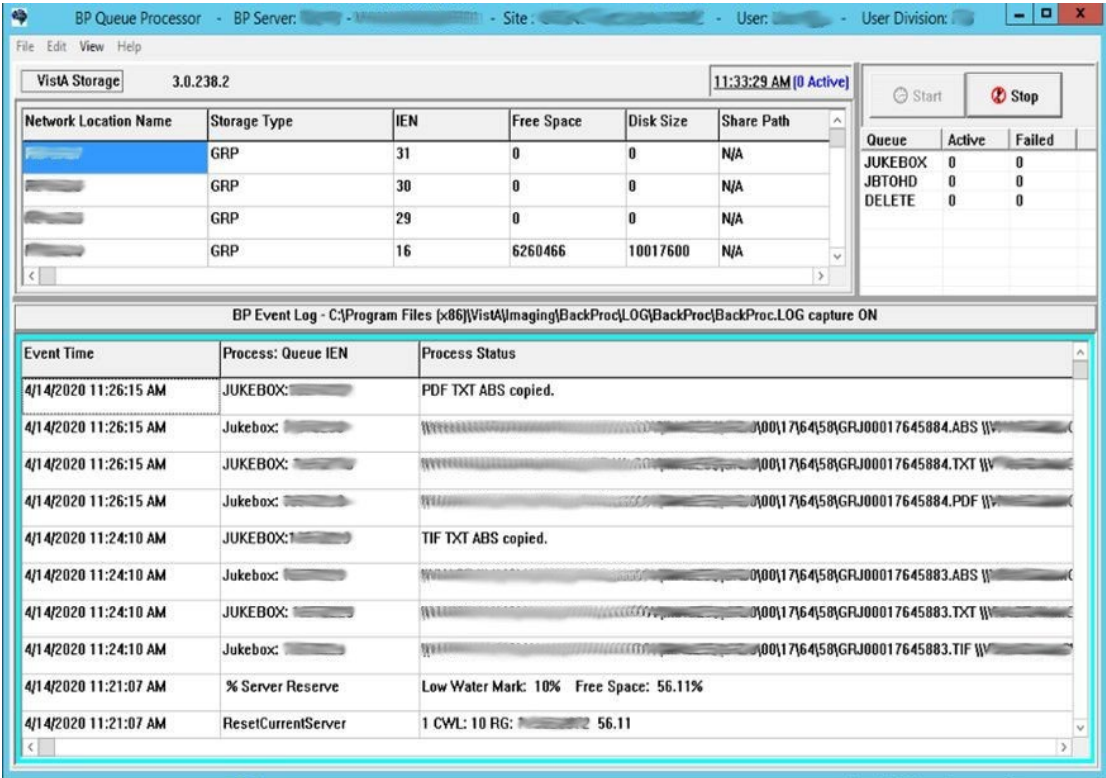 BP Queue Processor - BP Server: - - Site : - User: - User Division:
File Edit View Help
VistA Storage 3.0.238.2 11:33:29 AM (0 Active)
Start Stop
Network Location Name Storage Type IEN Free Space Disk Size Share Path
GRP 31 0 0 N/A
GRP 30 0 0 N/A
GRP 29 0 0 N/A
GRP 16 6260466 10017600 N/A
Queue Active Failed
JUKEBOX 0 0
JBTOHD 0 0
DELETE 0 0
BP Event Log - C:\Program Files (x86)\VistA\Imaging\BackProc\LOG\BackProc\BackProc.LOG capture ON
Event Time Process: Queue IEN Process Status
4/14/2020 11:26:15 AM JUKEBOX: PDF TXT ABS copied.
4/14/2020 11:26:15 AM Jukebox: \00\17\64\58\GRJ00017645884.ABS
4/14/2020 11:26:15 AM JUKEBOX: \00\17\64\58\GRJ00017645884.TXT
4/14/2020 11:26:15 AM JUKEBOX: \00\17\64\58\GRJ00017645884.PDF
4/14/2020 11:24:10 AM JUKEBOX: TIF TXT ABS copied.
4/14/2020 11:24:10 AM Jukebox: \00\17\64\58\GRJ00017645883.ABS
4/14/2020 11:24:10 AM JUKEBOX: \00\17\64\58\GRJ00017645883.TXT
4/14/2020 11:24:10 AM Jukebox: \00\17\64\58\GRJ00017645883.TIF
4/14/2020 11:21:07 AM % Server Reserve Low Water Mark: 10% Free Space: 56.11%
4/14/2020 11:21:07 AM ResetCurrentServer 1 CWL: 10 RG: 56.11